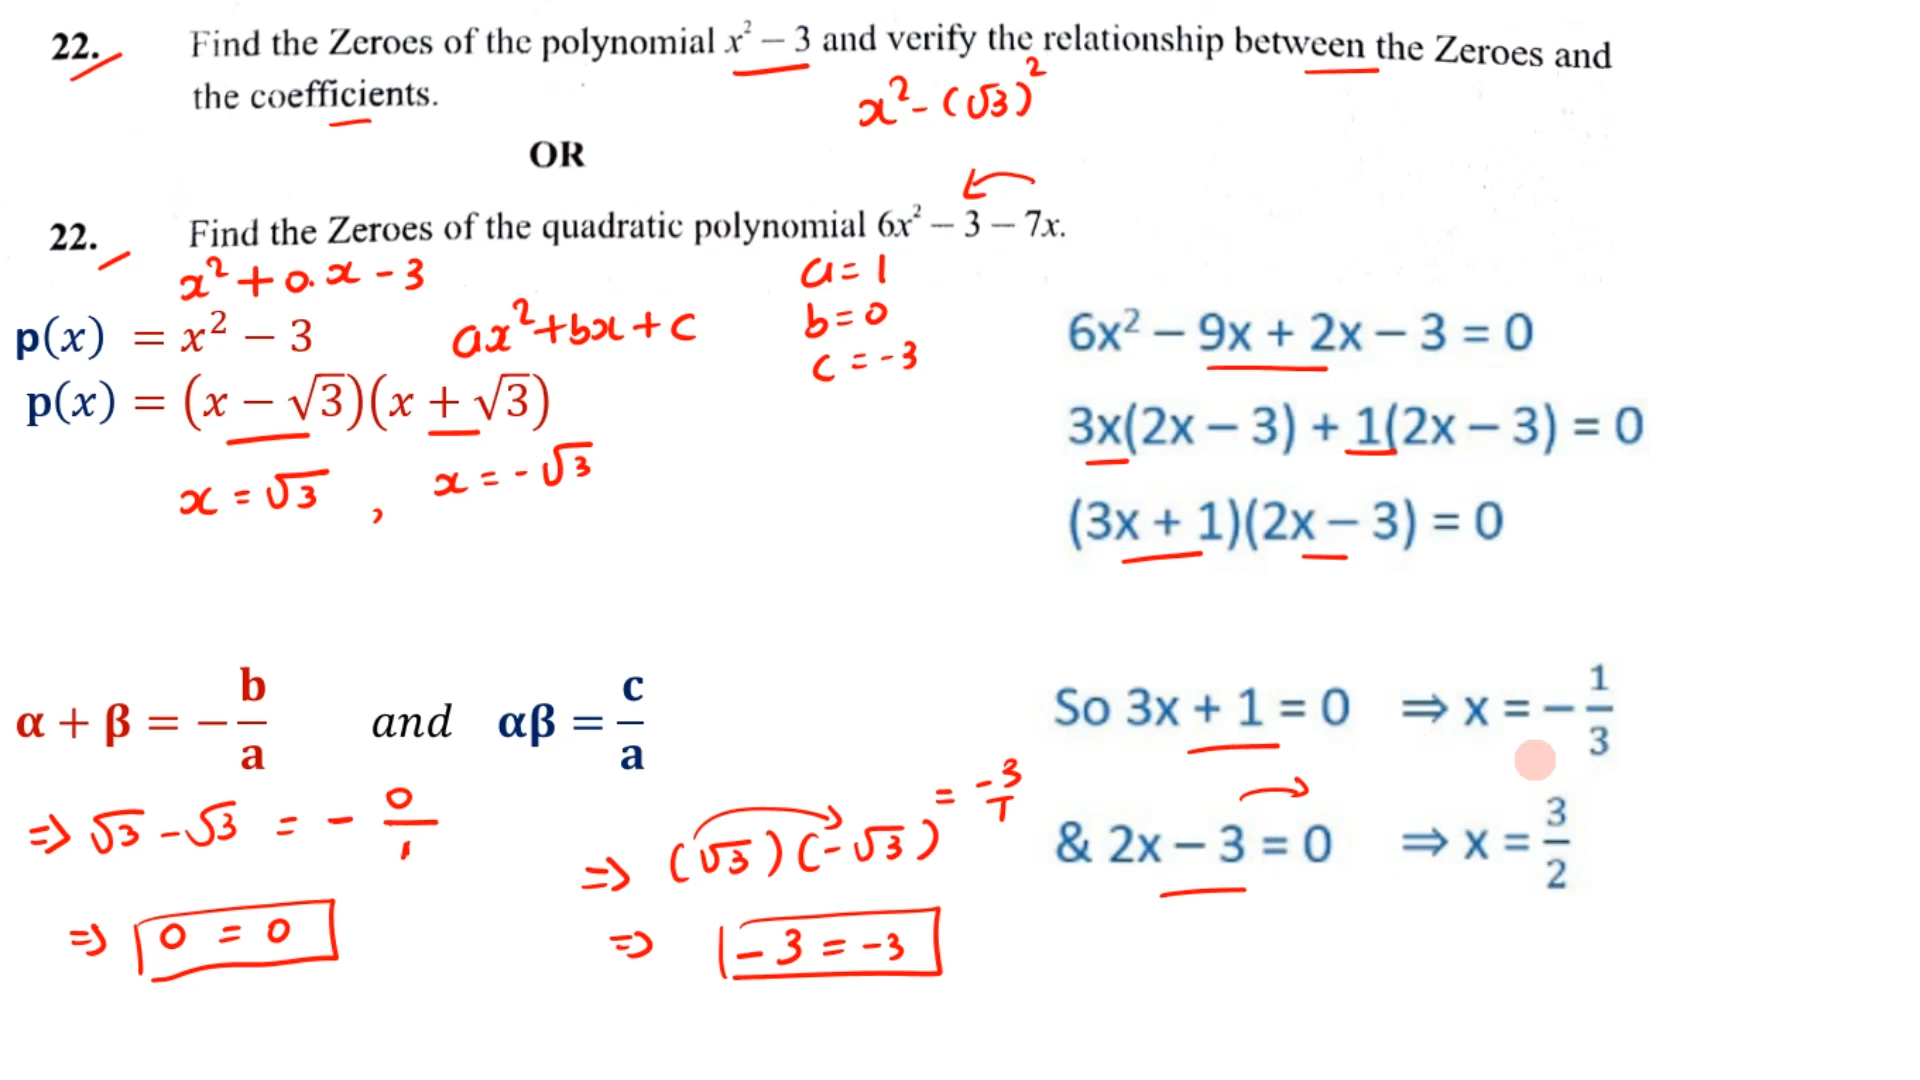 22. Find the Zeroes of the polynomial x² – 3 and verify the relationship between the Zeroes and
the coefficients.
x² - (√3)²
OR
22. Find the Zeroes of the quadratic polynomial 6x² – 3 – 7x.
x² + 0.x - 3
p(x) = x² − 3
ax² + bx + c
a = 1
b = 0
c = -3
p(x) = (x − √3)(x + √3)
x = √3 , x = -√3
α + β = − b/a and αβ = c/a
⇒ √3 - √3 = - 0/1
⇒ 0 = 0
⇒ (√3)(-√3) = -3/1
⇒ -3 = -3
6x² – 9x + 2x – 3 = 0
3x(2x – 3) + 1(2x – 3) = 0
(3x + 1)(2x – 3) = 0
So 3x + 1 = 0 ⇒ x = – 1/3
& 2x – 3 = 0 ⇒ x = 3/2